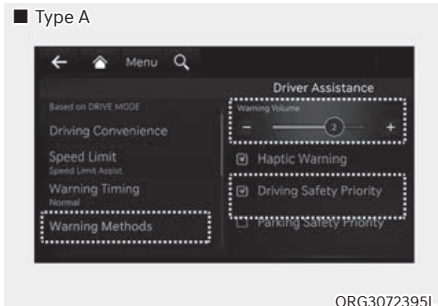 ■ Type A
Menu
Driver Assistance
Based on DRIVE MODE
Driving Convenience
Speed Limit
Speed Limit Assist
Warning Timing
Normal
Warning Methods
Warning Volume
- 2 +
Haptic Warning
Driving Safety Priority
Parking Safety Priority
ORG3072395L